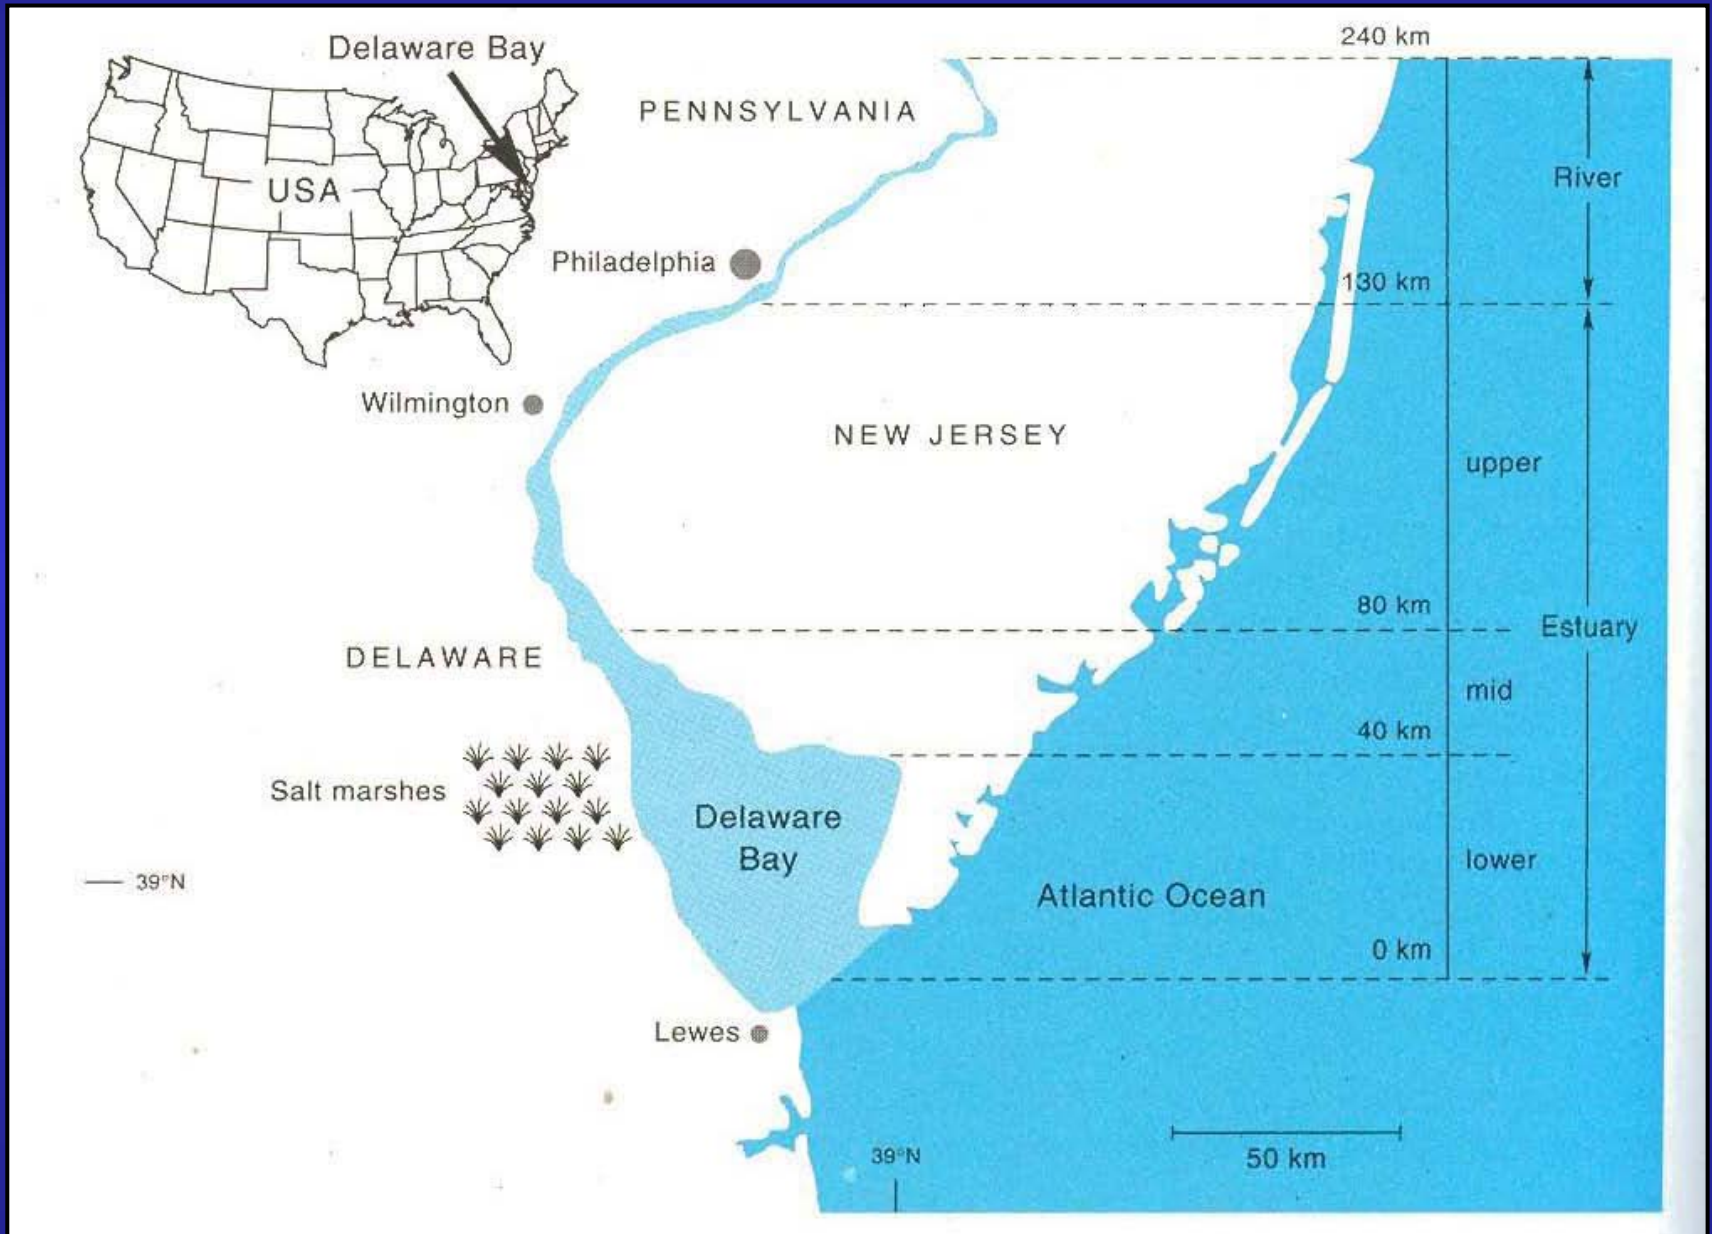 Delaware Bay
240 km
PENNSYLVANIA
USA
River
Philadelphia
130 km
Wilmington
NEW JERSEY
upper
80 km
Estuary
DELAWARE
mid
40 km
Salt marshes
Delaware
Bay
lower
39°N
Atlantic Ocean
0 km
Lewes
39°N
50 km